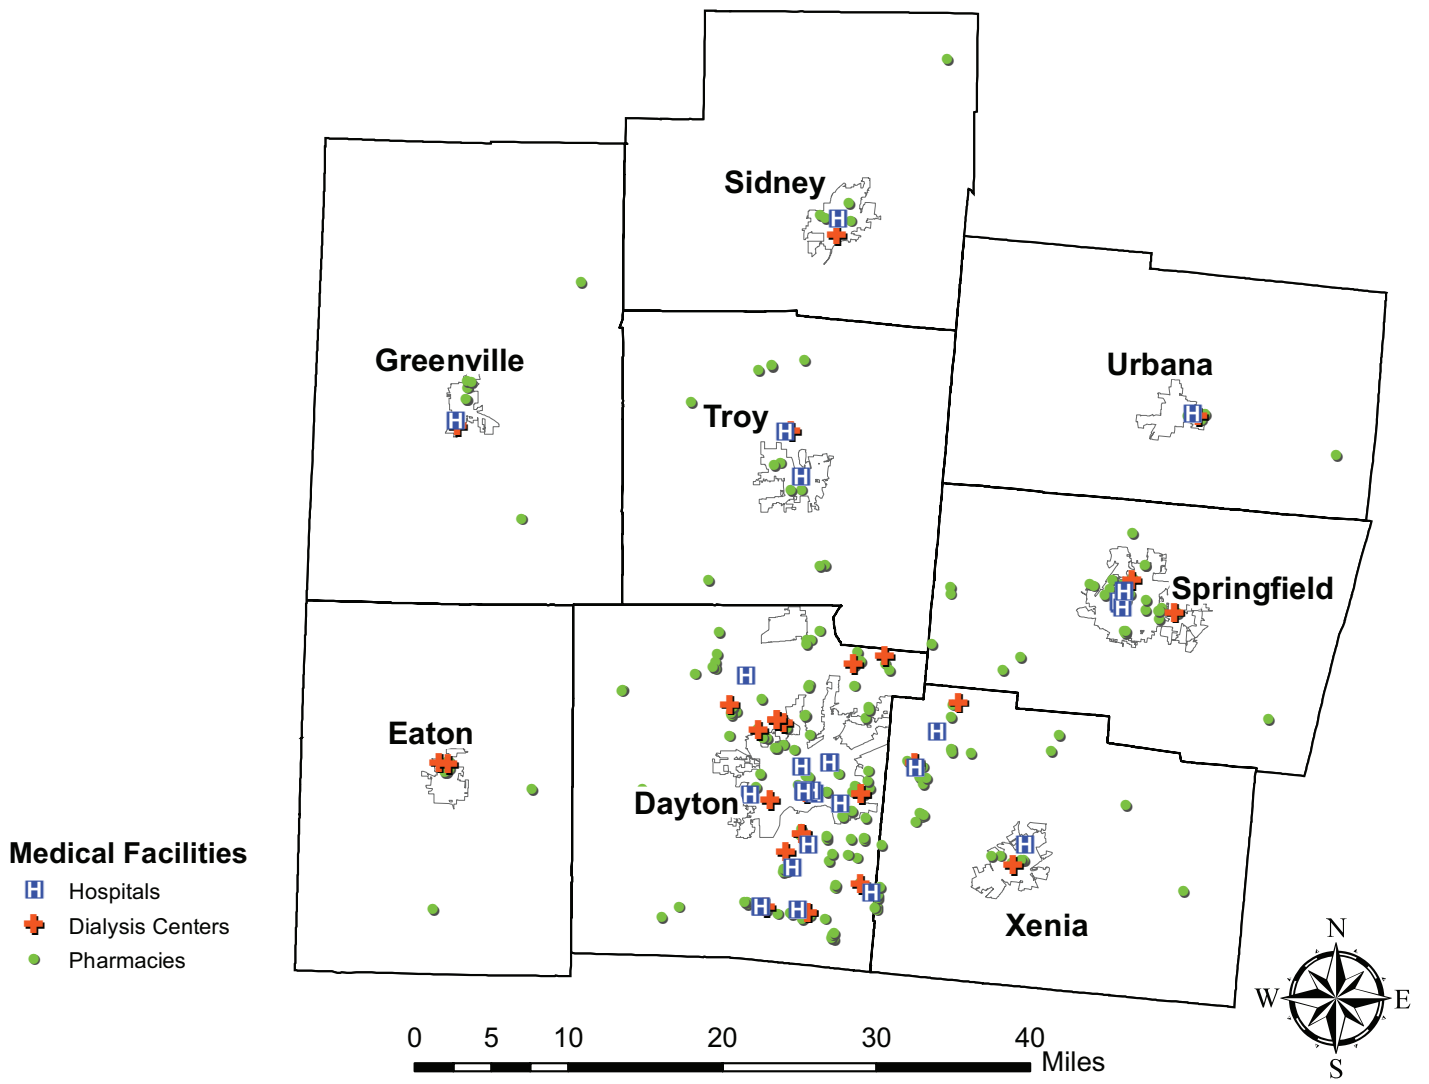 Sidney
Greenville
Urbana
Troy
Springfield
Eaton
Dayton
Xenia
Medical Facilities
H Hospitals
Dialysis Centers
Pharmacies
N
W E
S
0 5 10 20 30 40
Miles